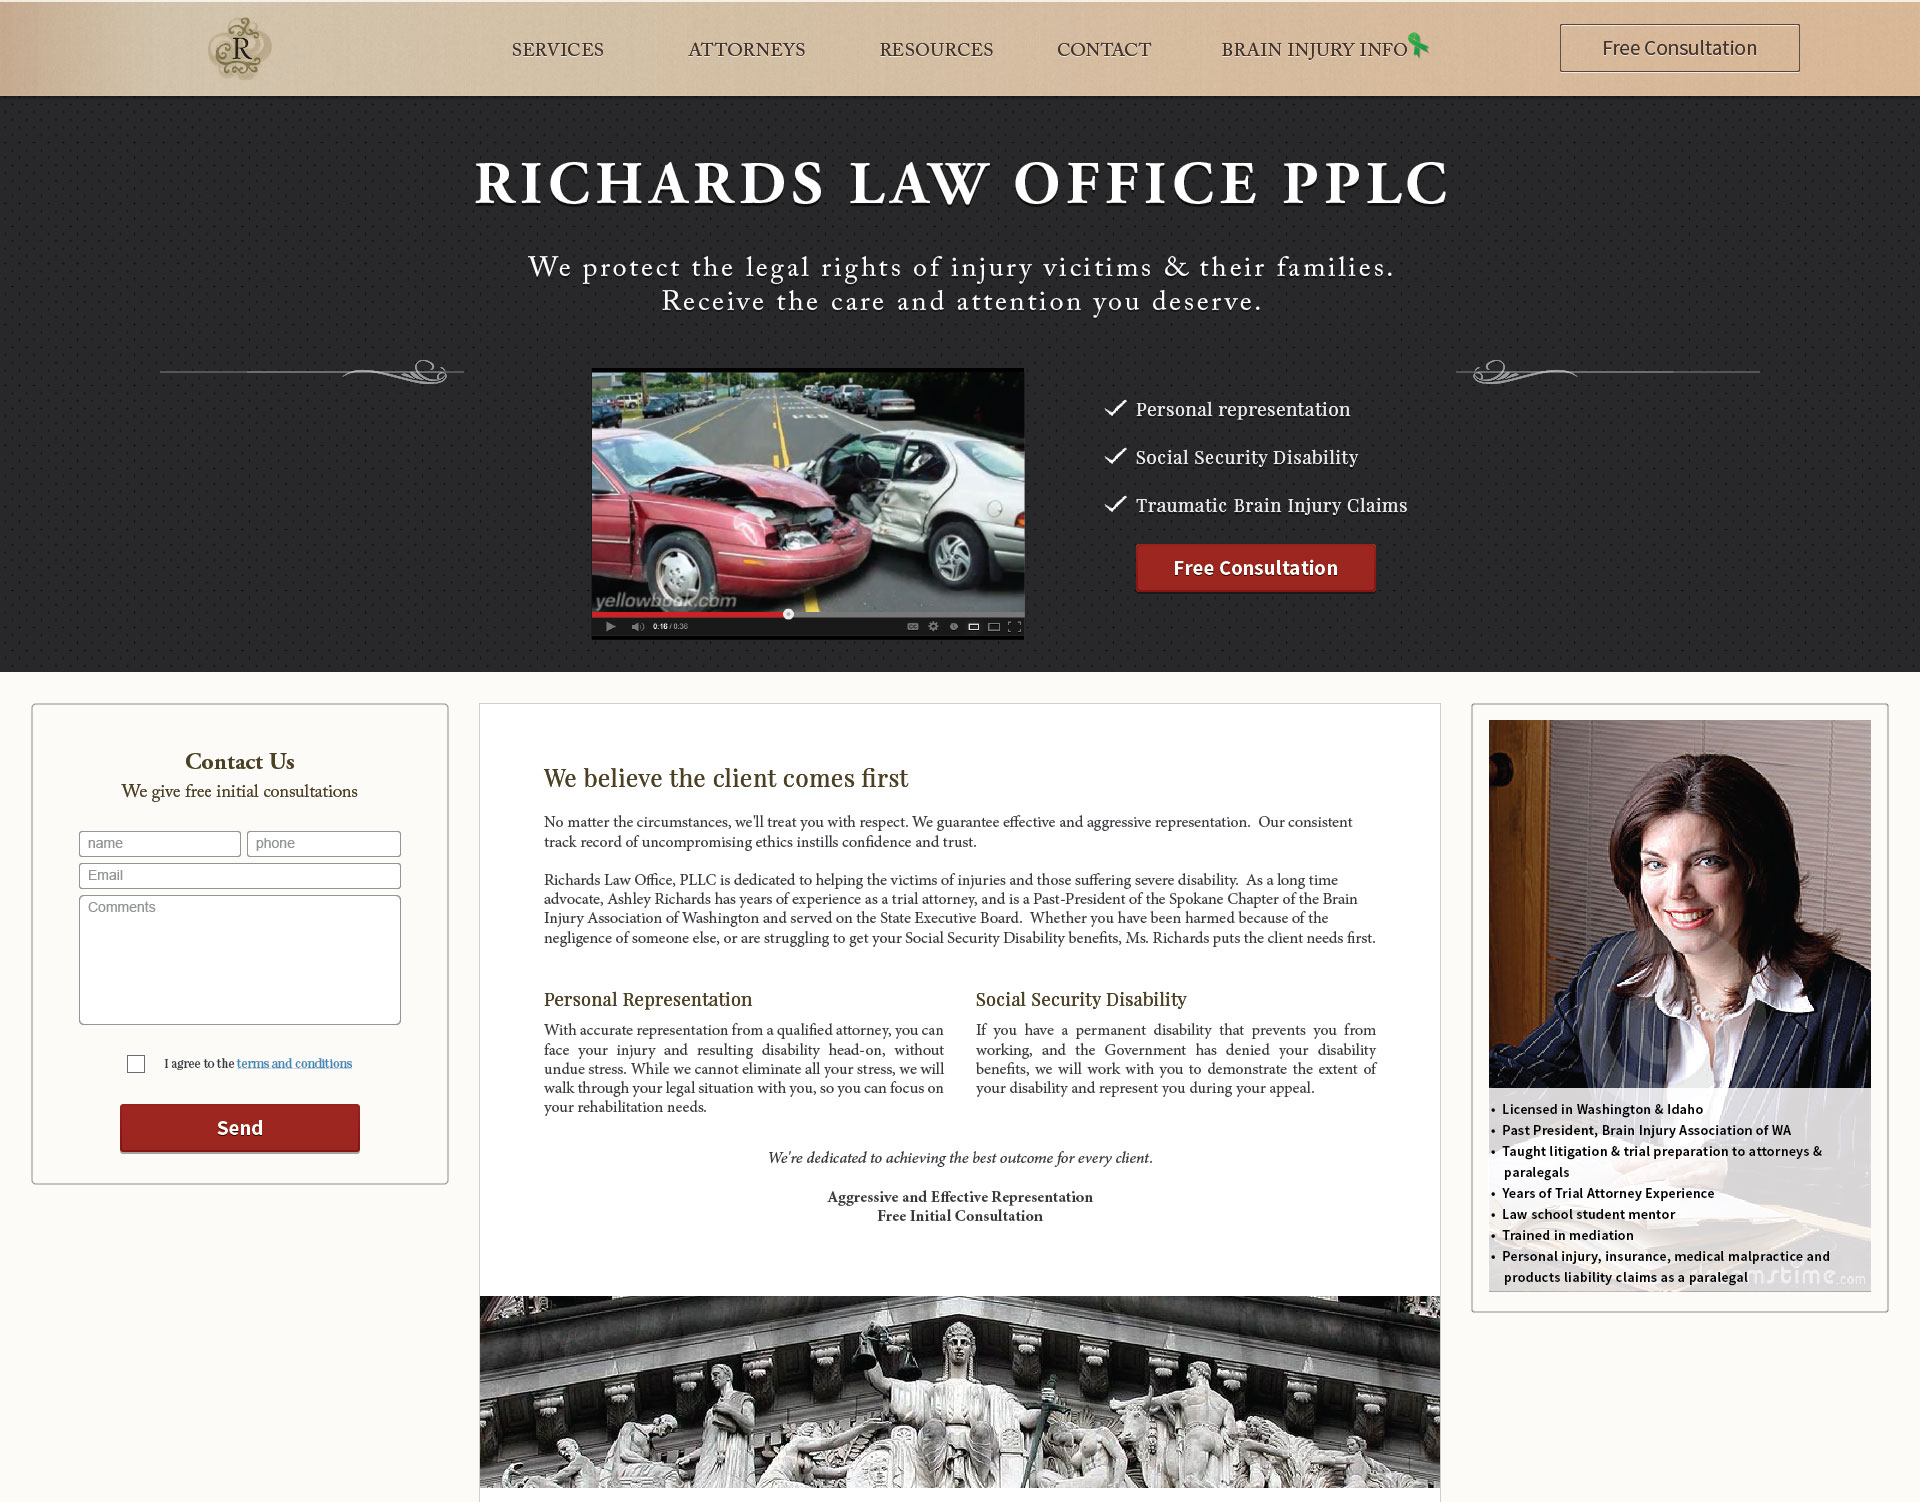 R
SERVICES
ATTORNEYS
RESOURCES
CONTACT
BRAIN INJURY INFO
Free Consultation
RICHARDS LAW OFFICE PPLC
We protect the legal rights of injury vicitims & their families.
Receive the care and attention you deserve.
PED
yellowbook.com
0:16 / 0:36
Personal representation
Social Security Disability
Traumatic Brain Injury Claims
Free Consultation
Contact Us
We give free initial consultations
name
phone
Email
Comments
I agree to the terms and conditions
Send
We believe the client comes first
No matter the circumstances, we'll treat you with respect. We guarantee effective and aggressive representation. Our consistent
track record of uncompromising ethics instills confidence and trust.
Richards Law Office, PLLC is dedicated to helping the victims of injuries and those suffering severe disability. As a long time
advocate, Ashley Richards has years of experience as a trial attorney, and is a Past-President of the Spokane Chapter of the Brain
Injury Association of Washington and served on the State Executive Board. Whether you have been harmed because of the
negligence of someone else, or are struggling to get your Social Security Disability benefits, Ms. Richards puts the client needs first.
Personal Representation
With accurate representation from a qualified attorney, you can
face your injury and resulting disability head-on, without
undue stress. While we cannot eliminate all your stress, we will
walk through your legal situation with you, so you can focus on
your rehabilitation needs.
Social Security Disability
If you have a permanent disability that prevents you from
working, and the Government has denied your disability
benefits, we will work with you to demonstrate the extent of
your disability and represent you during your appeal.
We're dedicated to achieving the best outcome for every client.
Aggressive and Effective Representation
Free Initial Consultation
• Licensed in Washington & Idaho
• Past President, Brain Injury Association of WA
• Taught litigation & trial preparation to attorneys &
paralegals
• Years of Trial Attorney Experience
• Law school student mentor
• Trained in mediation
• Personal injury, insurance, medical malpractice and
products liability claims as a paralegal